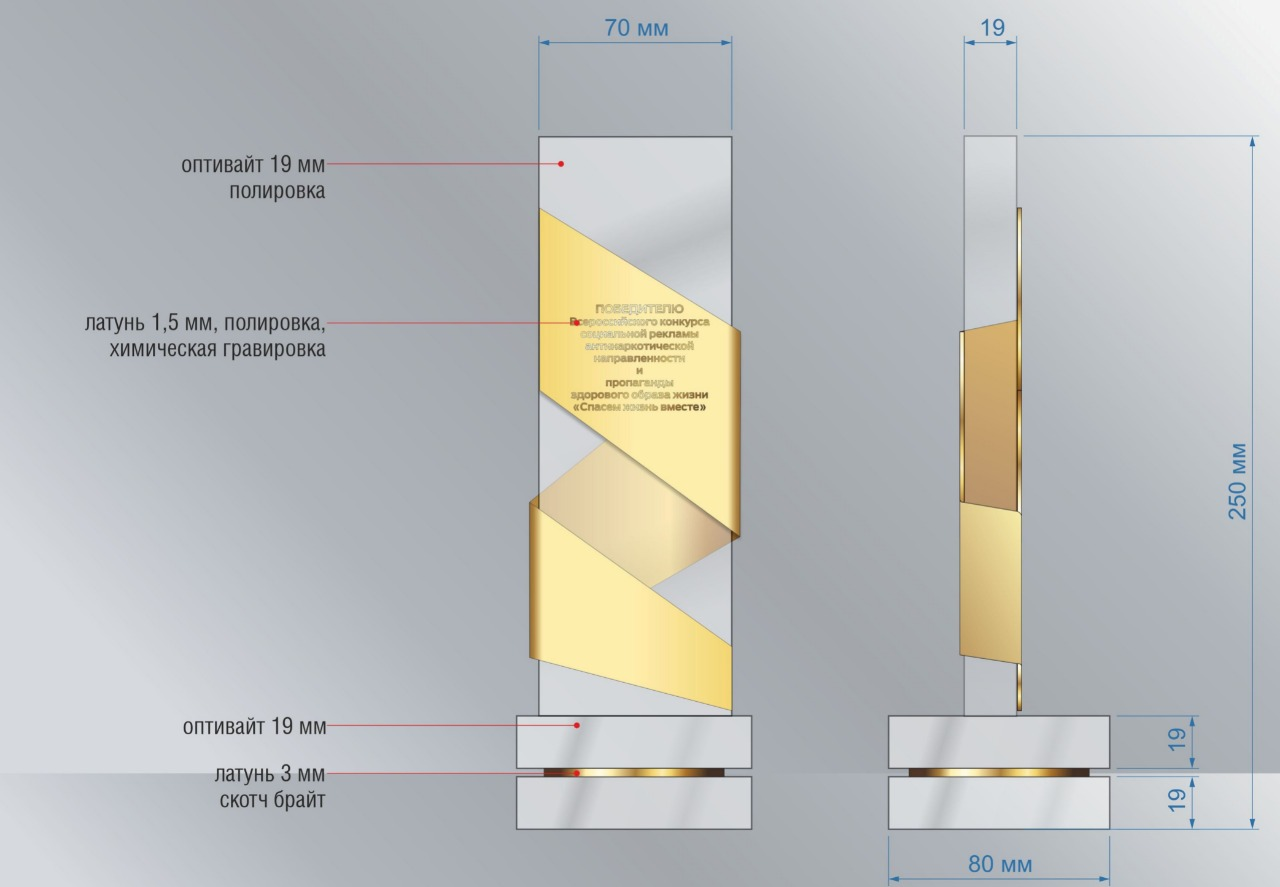 70 мм
19
оптивайт 19 мм
полировка
латунь 1,5 мм, полировка,
химическая гравировка
ПОБЕДИТЕЛЮ
Всероссийского конкурса
социальной рекламы
антинаркотической
направленности
и
пропаганды
здорового образа жизни
«Спасем жизнь вместе»
250 мм
оптивайт 19 мм
19
латунь 3 мм
скотч брайт
19
80 мм